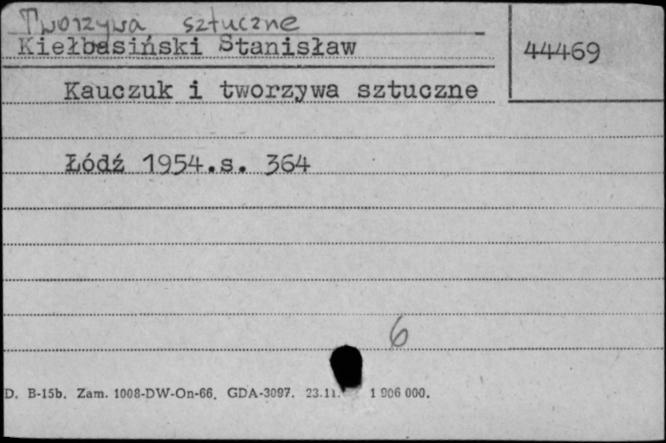 Tworzywa sztuczne
Kiełbasiński Stanisław
44469
Kauczuk i tworzywa sztuczne
Łódź 1954.s. 364
6
D. B-15b. Zam. 1008-DW-On-66. GDA-3097. 23.11. 1 906 000.